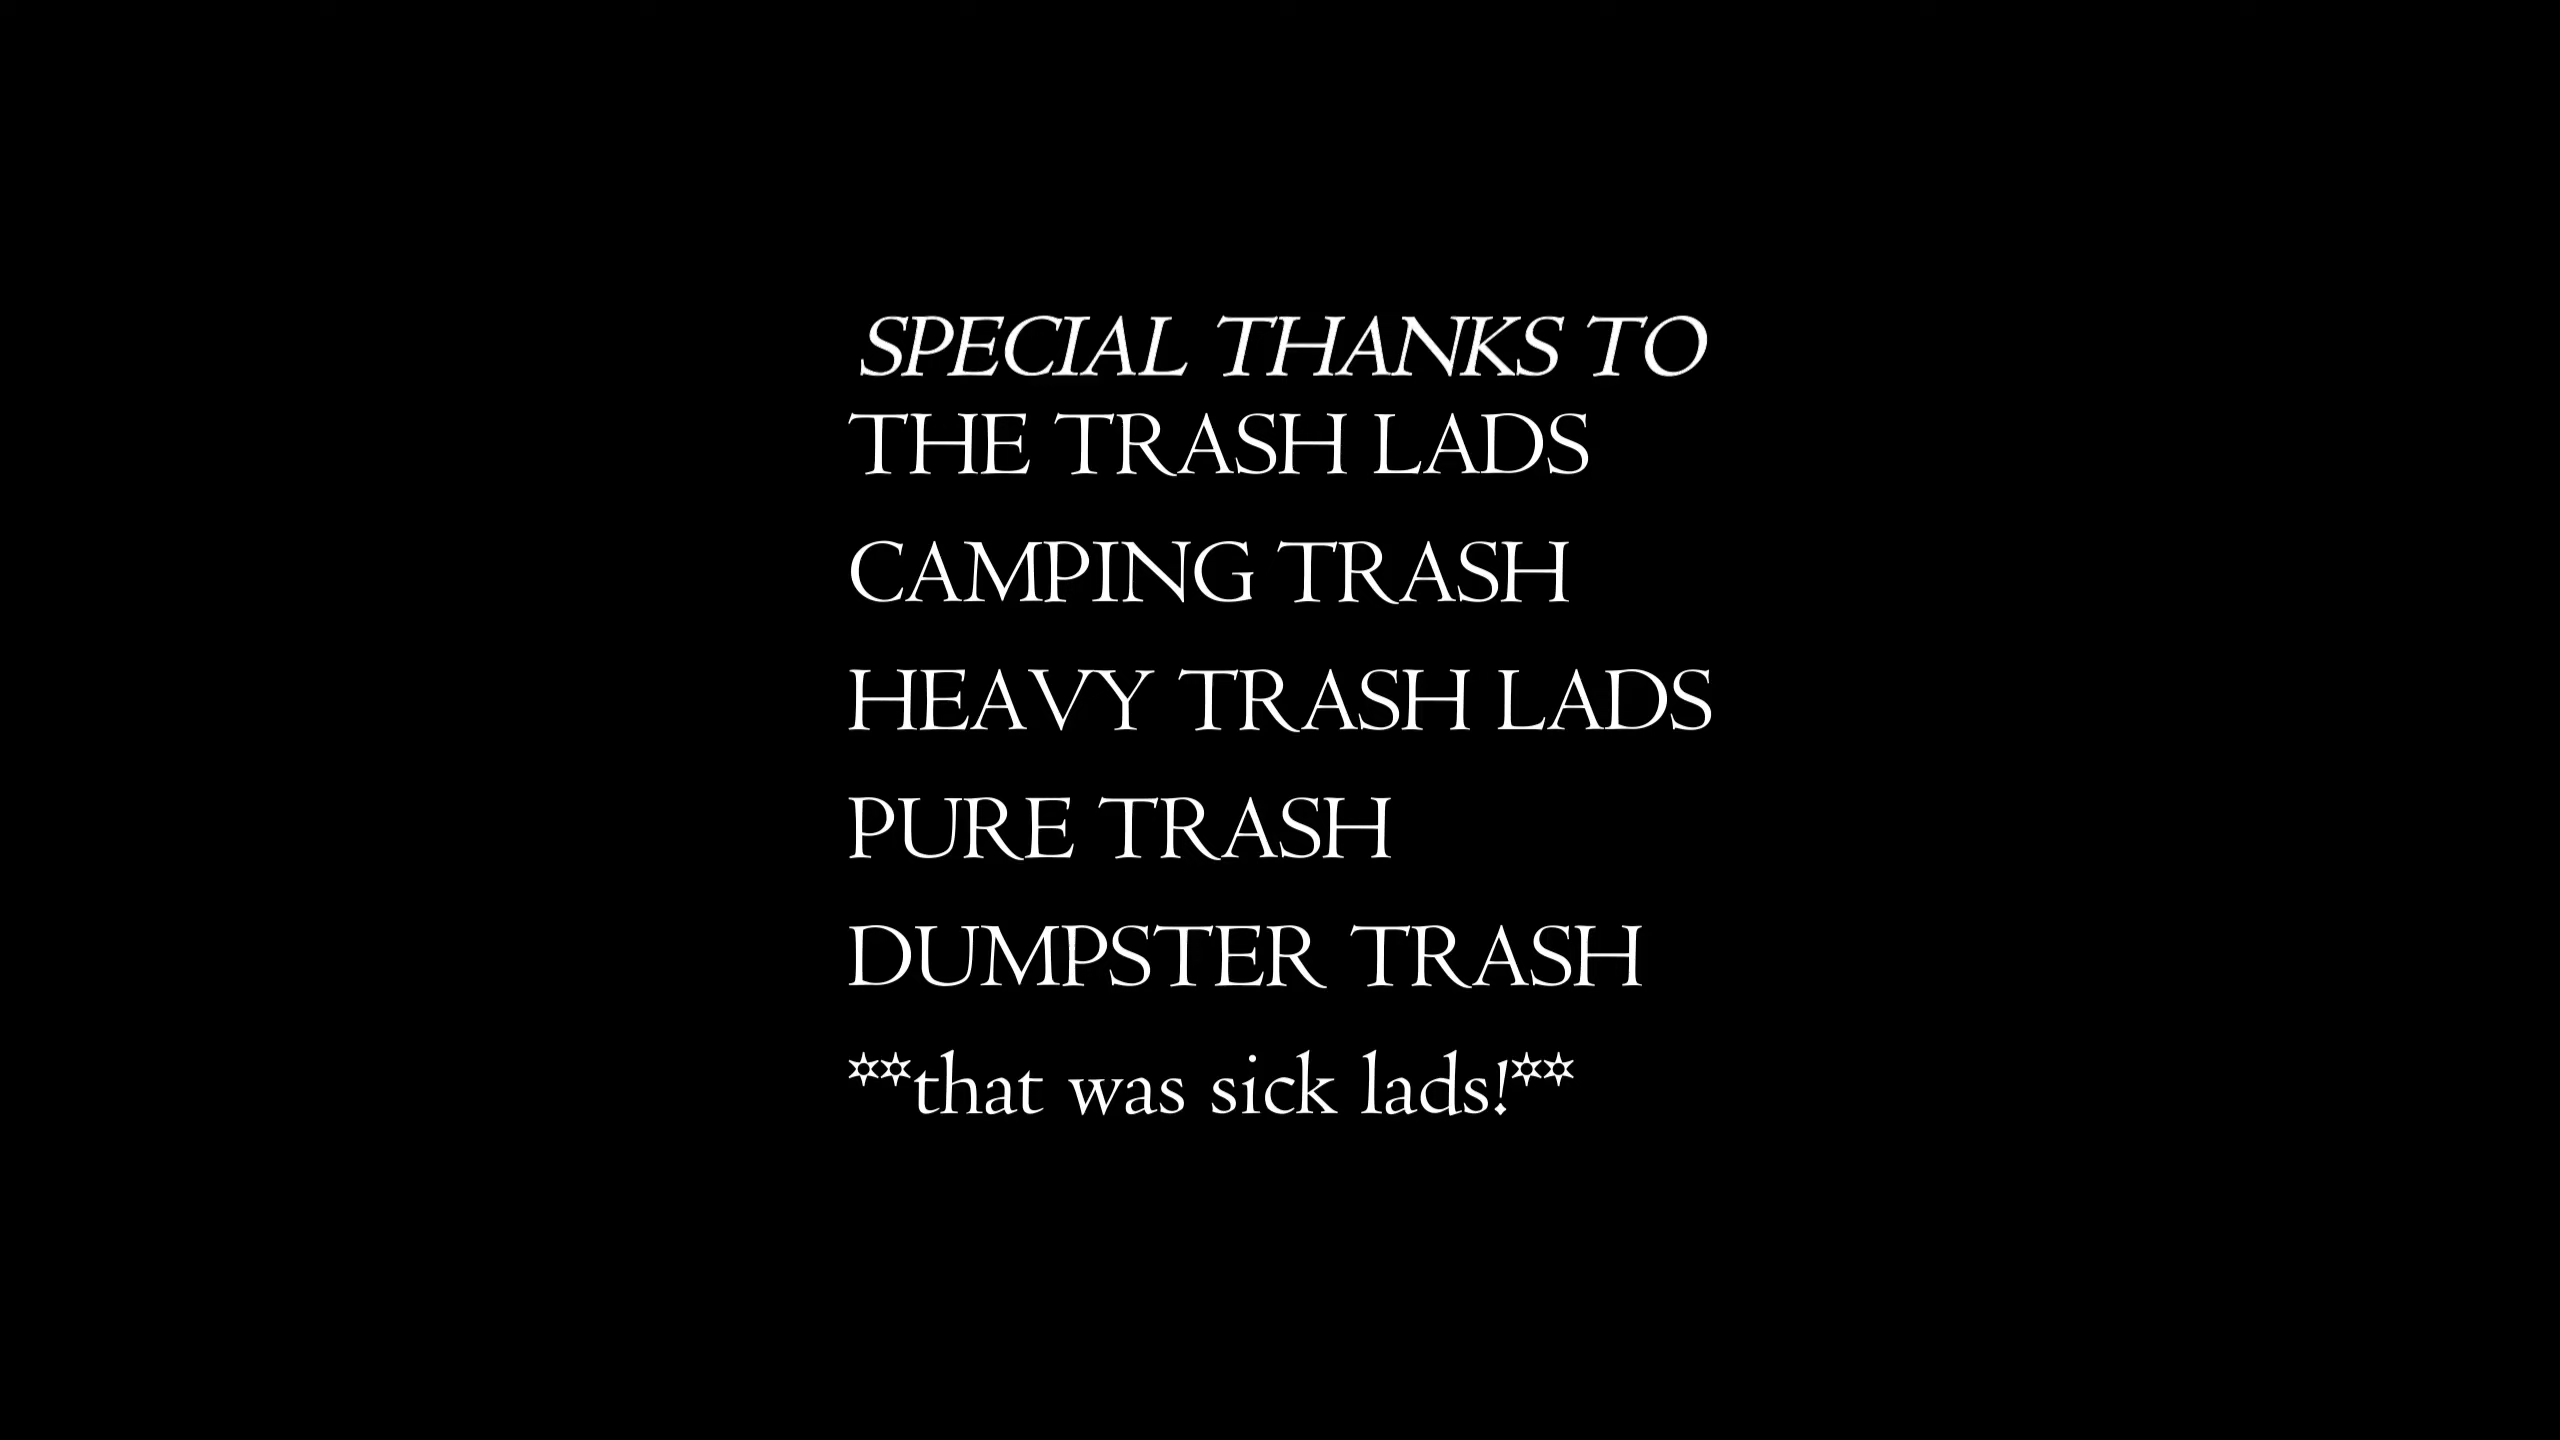 SPECIAL THANKS TO
THE TRASH LADS
CAMPING TRASH
HEAVY TRASH LADS
PURE TRASH
DUMPSTER TRASH
**that was sick lads!**